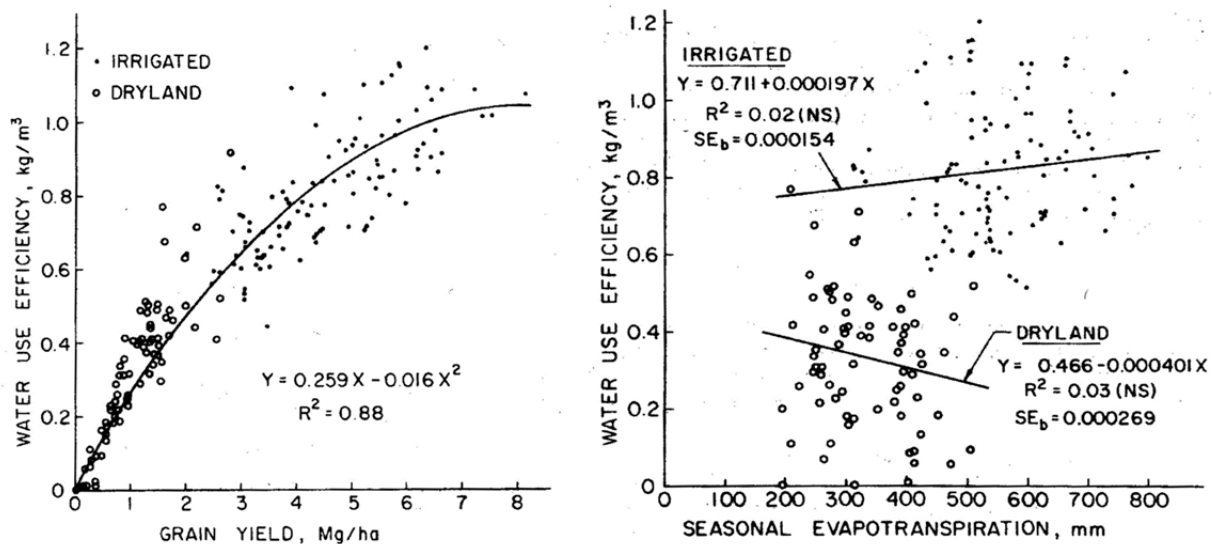 WATER USE EFFICIENCY, kg/m³
1.2
1.0
0.8
0.6
0.4
0.2
0
• IRRIGATED
o DRYLAND
Y = 0.259X – 0.016X²
R² = 0.88
0 1 2 3 4 5 6 7 8
GRAIN YIELD, Mg/ha
WATER USE EFFICIENCY, kg/m³
1.2
1.0
0.8
0.6
0.4
0.2
0
IRRIGATED
Y = 0.711+0.000197X
R² = 0.02 (NS)
SE_b = 0.000154
DRYLAND
Y = 0.466–0.000401X
R² = 0.03 (NS)
SE_b = 0.000269
0 100 200 300 400 500 600 700 800
SEASONAL EVAPOTRANSPIRATION, mm